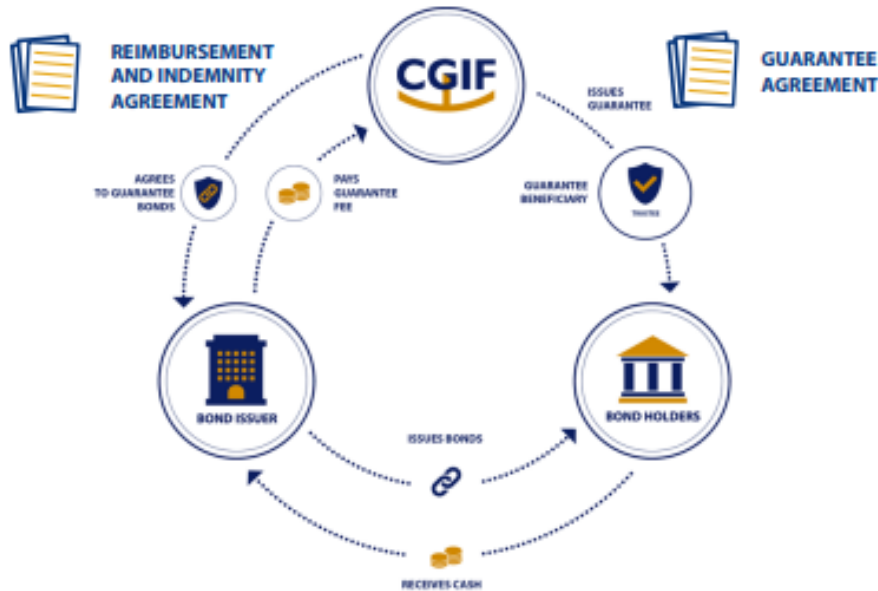 REIMBURSEMENT
AND INDEMNITY
AGREEMENT
CGIF
GUARANTEE
AGREEMENT
ISSUES
GUARANTEE
AGREES
TO GUARANTEE
BONDS
PAYS
GUARANTEE
FEE
GUARANTEE
BENEFICIARY
TRUSTEE
BOND ISSUER
BOND HOLDERS
ISSUES BONDS
RECEIVES CASH